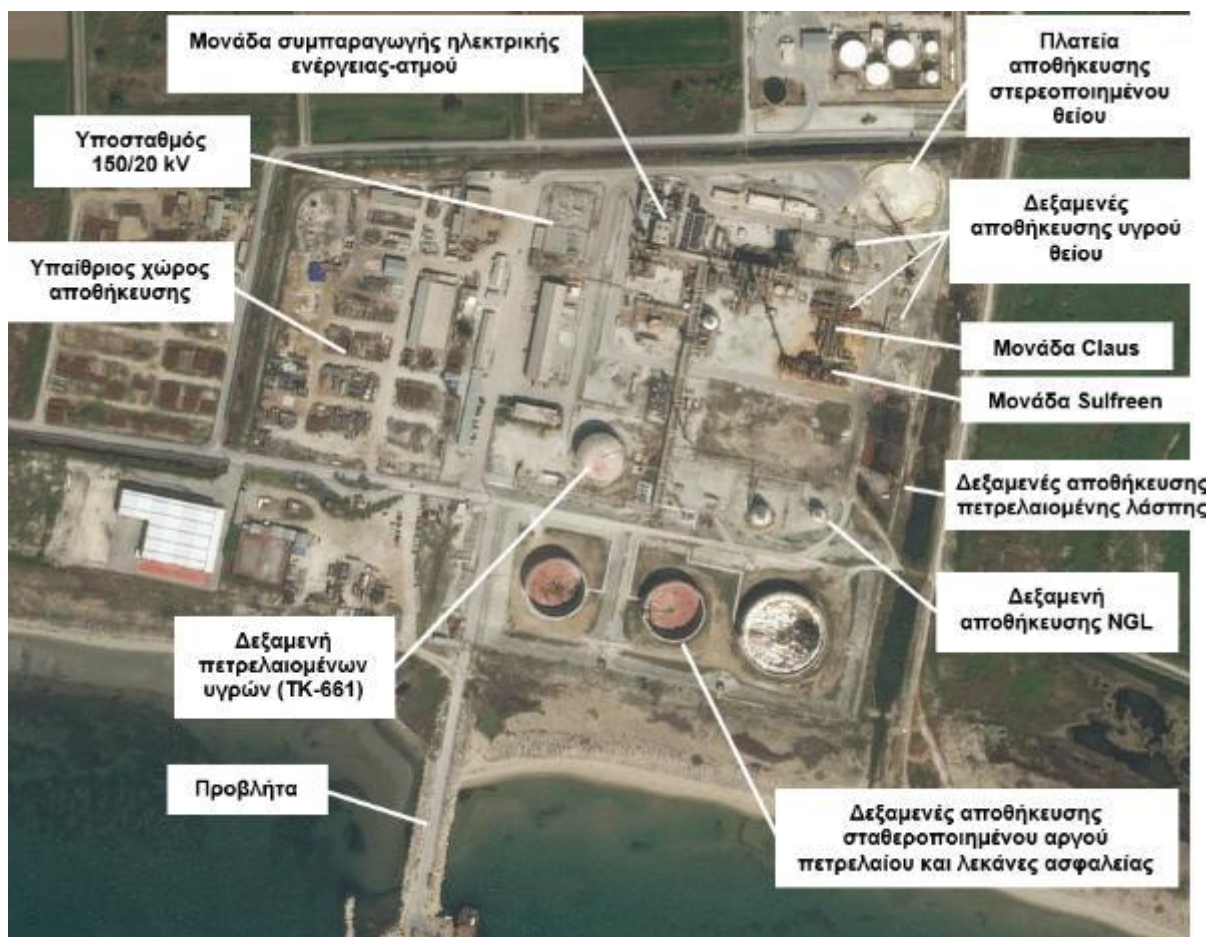 Μονάδα συμπαραγωγής ηλεκτρικής
ενέργειας-ατμού
Πλατεία
αποθήκευσης
στερεοποιημένου
θείου
Υποσταθμός
150/20 kV
Δεξαμενές
αποθήκευσης υγρού
θείου
Υπαίθριος χώρος
αποθήκευσης
Μονάδα Claus
Μονάδα Sulfreen
Δεξαμενές αποθήκευσης
πετρελαιομένης λάσπης
Δεξαμενή
αποθήκευσης NGL
Δεξαμενή
πετρελαιομένων
υγρών (TK-661)
Προβλήτα
Δεξαμενές αποθήκευσης
σταθεροποιημένου αργού
πετρελαίου και λεκάνες ασφαλείας